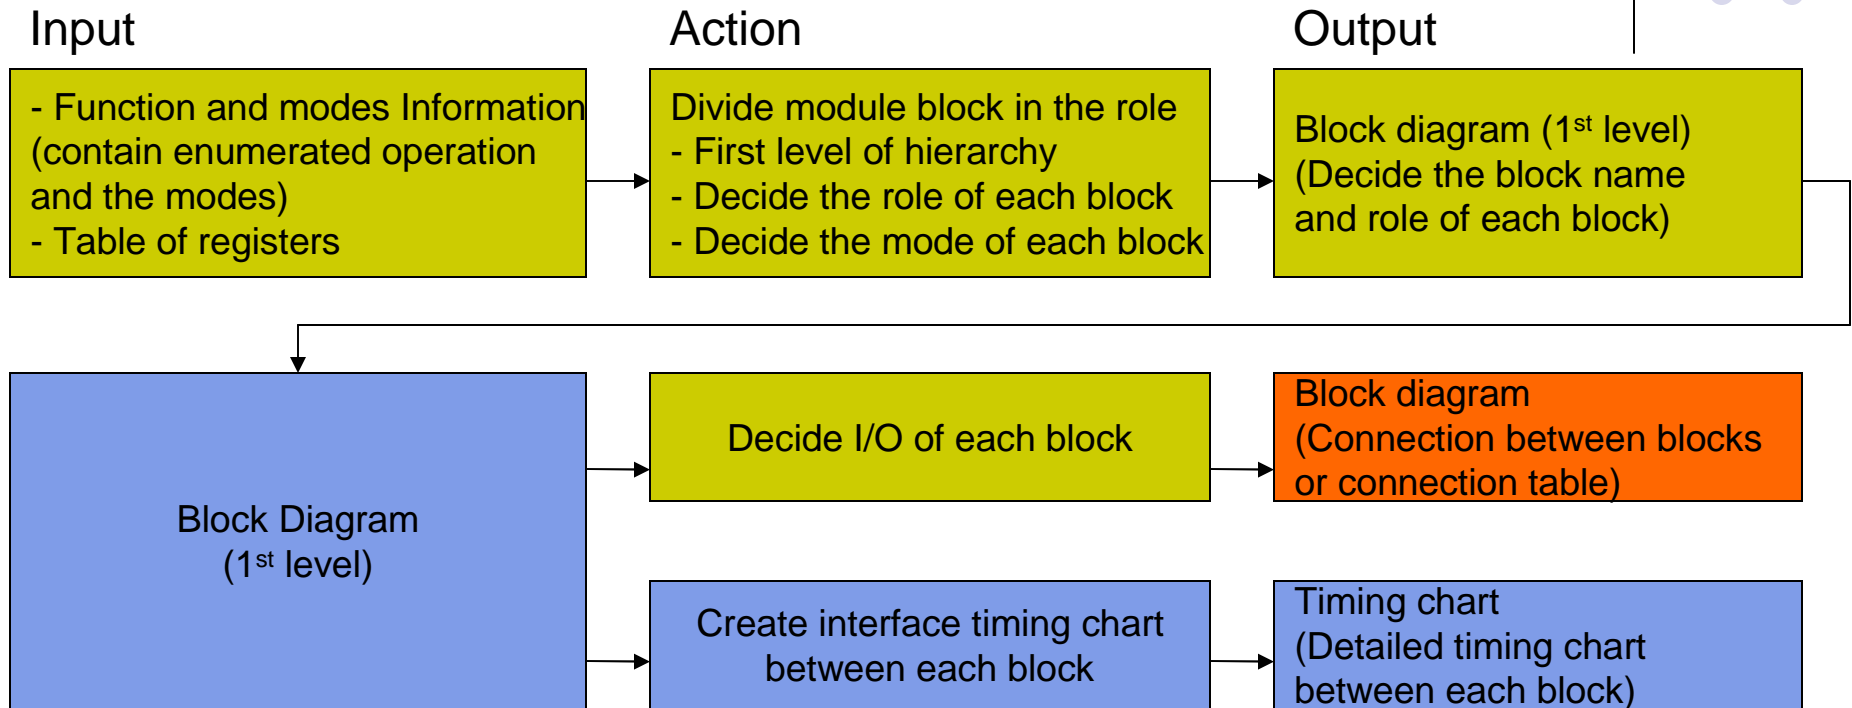 Input
Action
Output
- Function and modes Information
(contain enumerated operation
and the modes)
- Table of registers
Divide module block in the role
- First level of hierarchy
- Decide the role of each block
- Decide the mode of each block
Block diagram (1st level)
(Decide the block name
and role of each block)
Block Diagram
(1st level)
Decide I/O of each block
Block diagram
(Connection between blocks
or connection table)
Create interface timing chart
between each block
Timing chart
(Detailed timing chart
between each block)